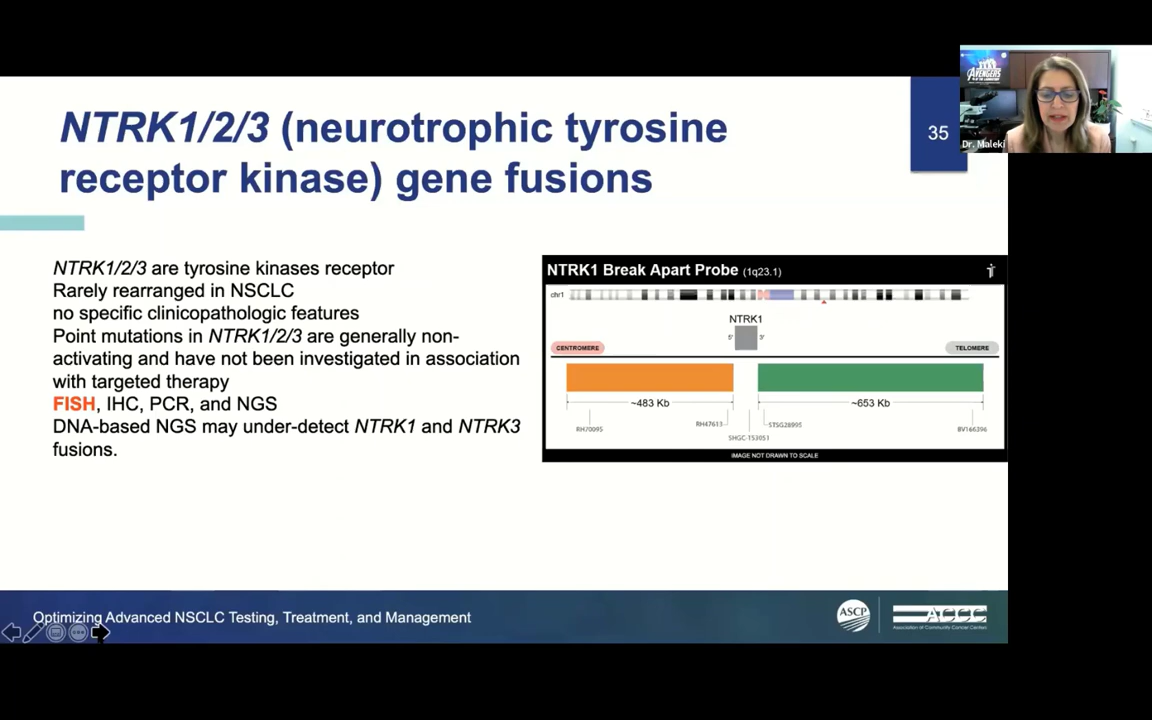 AVENGERS
Dr. Maleki
35
NTRK1/2/3 (neurotrophic tyrosine
receptor kinase) gene fusions
NTRK1/2/3 are tyrosine kinases receptor
Rarely rearranged in NSCLC
no specific clinicopathologic features
Point mutations in NTRK1/2/3 are generally non-
activating and have not been investigated in association
with targeted therapy
FISH, IHC, PCR, and NGS
DNA-based NGS may under-detect NTRK1 and NTRK3
fusions.
NTRK1 Break Apart Probe (1q23.1)
chr1
NTRK1
5' 3'
CENTROMERE TELOMERE
~483 Kb ~653 Kb
RH70095 RH47613 STSG28995 BV166396
SHGC-153051
IMAGE NOT DRAWN TO SCALE
Optimizing Advanced NSCLC Testing, Treatment, and Management
ASCP
ACCC
Association of Community Cancer Centers